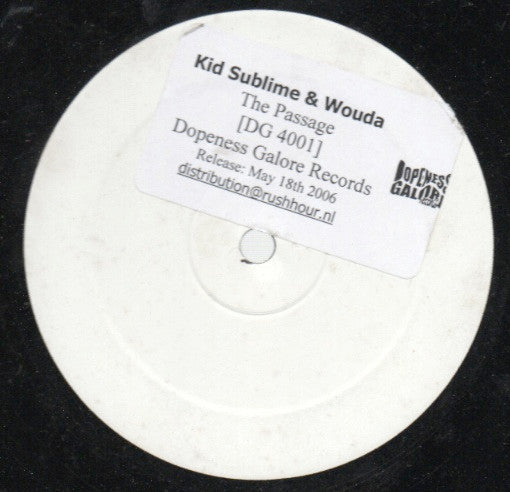 Kid Sublime & Wouda
The Passage
[DG 4001]
Dopeness Galore Records
Release: May 18th 2006
distribution@rushhour.nl
DOPENESS
GALORE